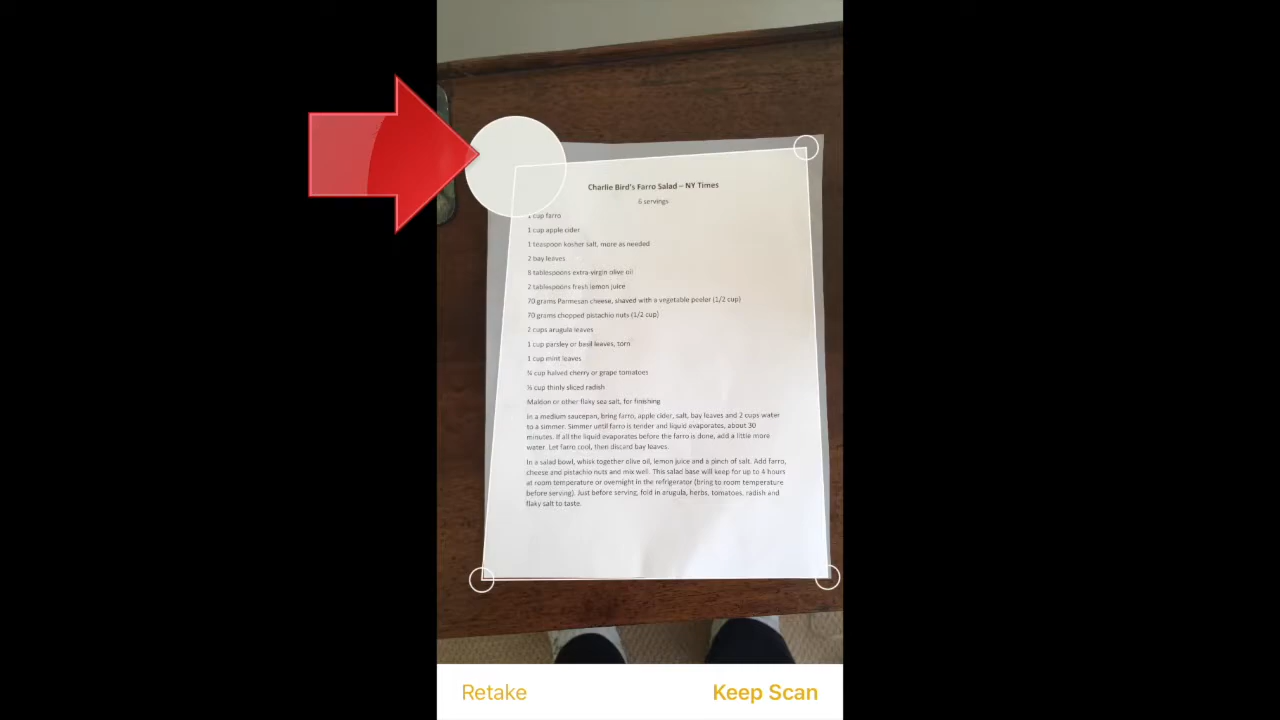 Charlie Bird's Farro Salad – NY Times
6 servings
1 cup farro
1 cup apple cider
1 teaspoon kosher salt, more as needed
2 bay leaves
8 tablespoons extra-virgin olive oil
2 tablespoons fresh lemon juice
70 grams Parmesan cheese, shaved with a vegetable peeler (1/2 cup)
70 grams chopped pistachio nuts (1/2 cup)
2 cups arugula leaves
1 cup parsley or basil leaves, torn
1 cup mint leaves
cup halved cherry or grape tomatoes
cup thinly sliced radish
Maldon or other flaky sea salt, for finishing
In a medium saucepan, bring farro, apple cider, salt, bay leaves and 2 cups water
to a simmer. Simmer until farro is tender and liquid evaporates, about 30
minutes. If all the liquid evaporates before the farro is done, add a little more
water. Let farro cool, then discard bay leaves.
In a salad bowl, whisk together olive oil, lemon juice and a pinch of salt. Add farro,
cheese and pistachio nuts and mix well. This salad base will keep for up to 4 hours
at room temperature or overnight in the refrigerator (bring to room temperature
before serving). Just before serving, fold in arugula, herbs, tomatoes, radish and
flaky salt to taste.
Retake Keep Scan